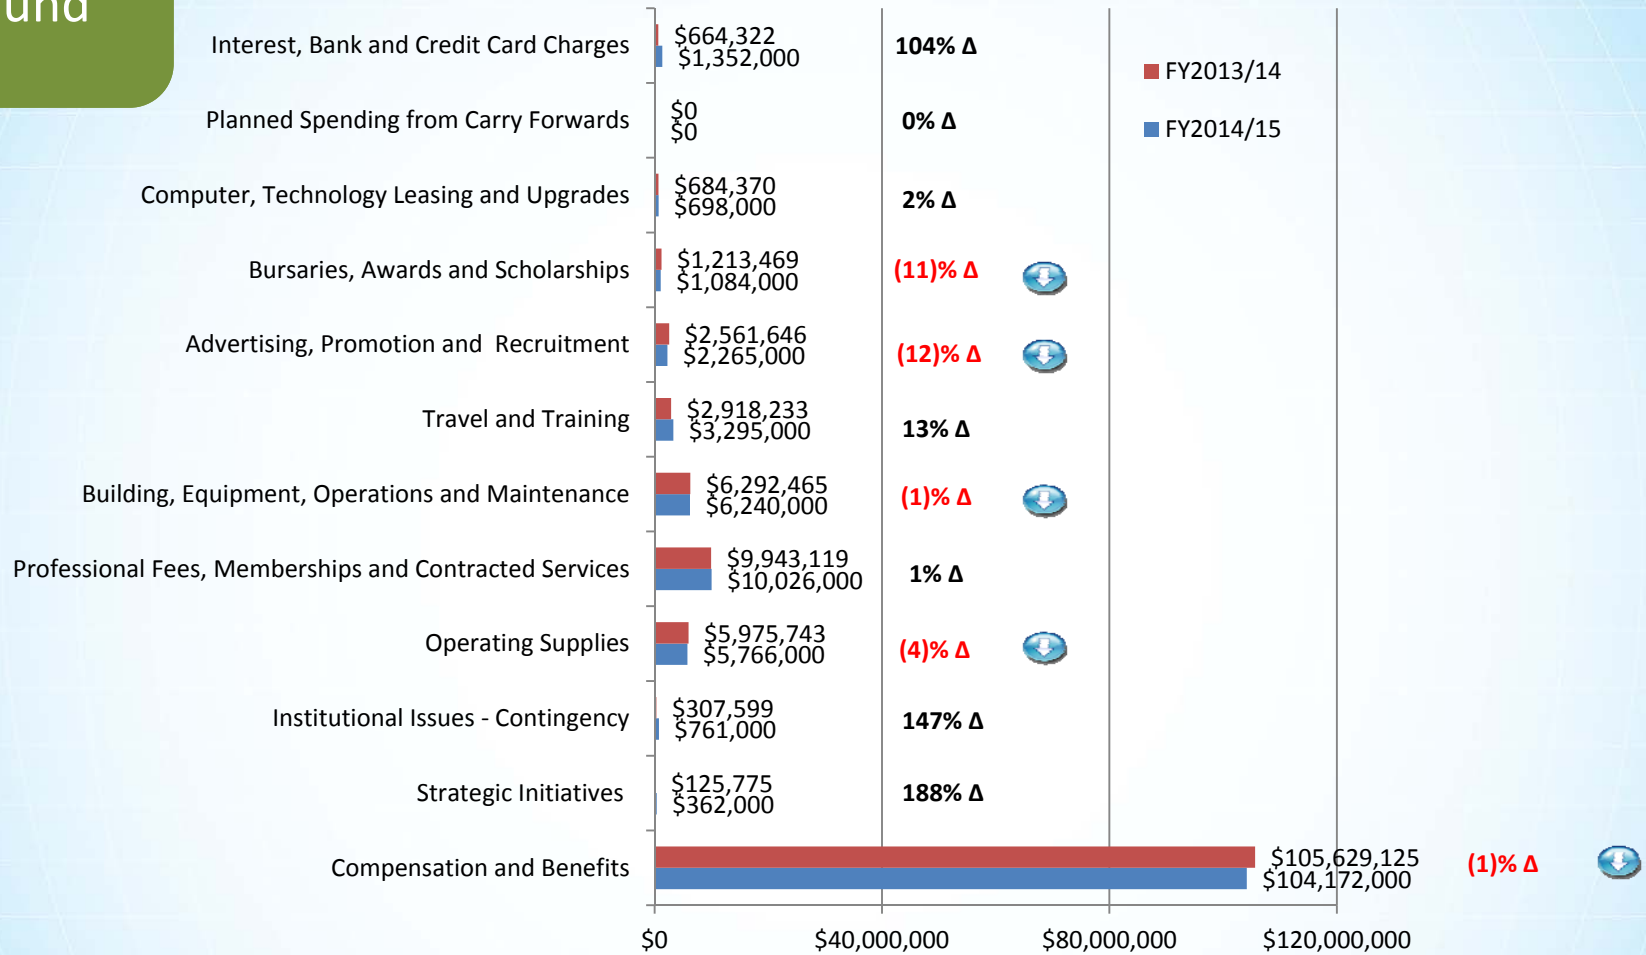 und
Interest, Bank and Credit Card Charges
$664,322
$1,352,000
104% Δ
Planned Spending from Carry Forwards
$0
$0
0% Δ
Computer, Technology Leasing and Upgrades
$684,370
$698,000
2% Δ
Bursaries, Awards and Scholarships
$1,213,469
$1,084,000
(11)% Δ
Advertising, Promotion and  Recruitment
$2,561,646
$2,265,000
(12)% Δ
Travel and Training
$2,918,233
$3,295,000
13% Δ
Building, Equipment, Operations and Maintenance
$6,292,465
$6,240,000
(1)% Δ
Professional Fees, Memberships and Contracted Services
$9,943,119
$10,026,000
1% Δ
Operating Supplies
$5,975,743
$5,766,000
(4)% Δ
Institutional Issues - Contingency
$307,599
$761,000
147% Δ
Strategic Initiatives
$125,775
$362,000
188% Δ
Compensation and Benefits
$105,629,125
$104,172,000
(1)% Δ
$0 $40,000,000 $80,000,000 $120,000,000
FY2013/14
FY2014/15